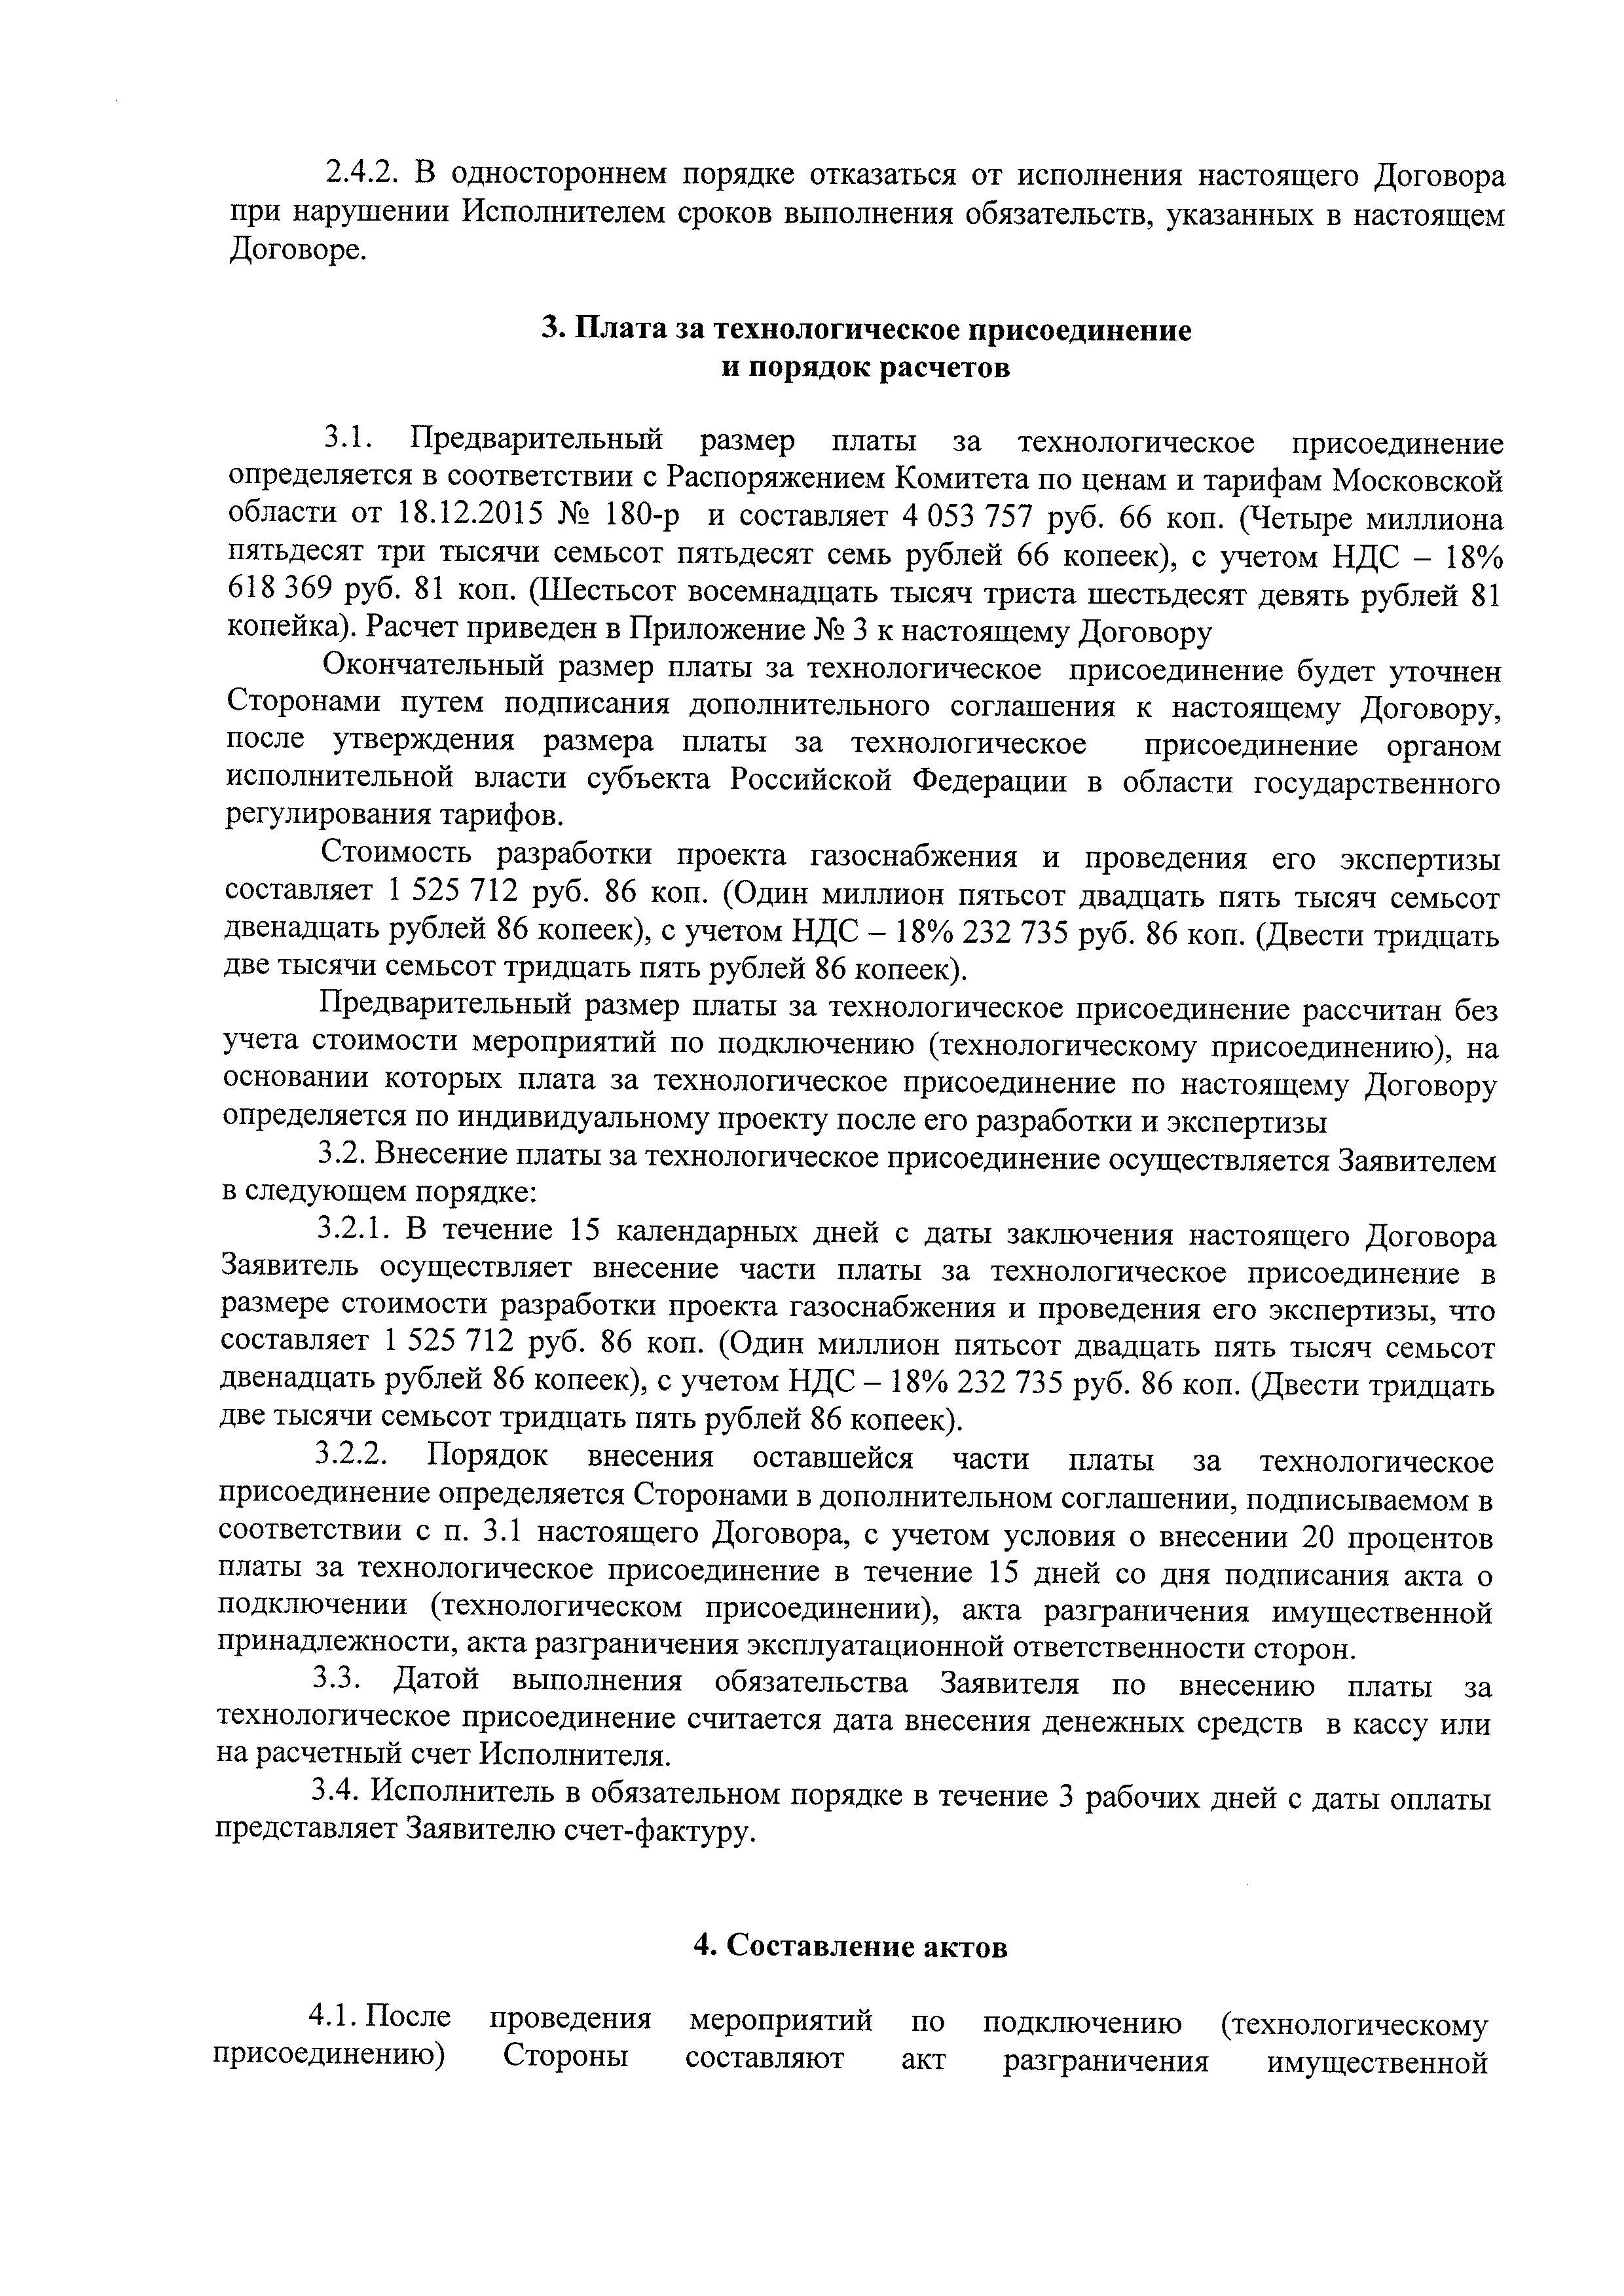 2.4.2. В одностороннем порядке отказаться от исполнения настоящего Договора
при нарушении Исполнителем сроков выполнения обязательств, указанных в настоящем
Договоре.
3. Плата за технологическое присоединение
и порядок расчетов
3.1. Предварительный размер платы за технологическое присоединение
определяется в соответствии с Распоряжением Комитета по ценам и тарифам Московской
области от 18.12.2015 № 180-р и составляет 4 053 757 руб. 66 коп. (Четыре миллиона
пятьдесят три тысячи семьсот пятьдесят семь рублей 66 копеек), с учетом НДС – 18%
618 369 руб. 81 коп. (Шестьсот восемнадцать тысяч триста шестьдесят девять рублей 81
копейка). Расчет приведен в Приложение № 3 к настоящему Договору
Окончательный размер платы за технологическое присоединение будет уточнен
Сторонами путем подписания дополнительного соглашения к настоящему Договору,
после утверждения размера платы за технологическое присоединение органом
исполнительной власти субъекта Российской Федерации в области государственного
регулирования тарифов.
Стоимость разработки проекта газоснабжения и проведения его экспертизы
составляет 1 525 712 руб. 86 коп. (Один миллион пятьсот двадцать пять тысяч семьсот
двенадцать рублей 86 копеек), с учетом НДС – 18% 232 735 руб. 86 коп. (Двести тридцать
две тысячи семьсот тридцать пять рублей 86 копеек).
Предварительный размер платы за технологическое присоединение рассчитан без
учета стоимости мероприятий по подключению (технологическому присоединению), на
основании которых плата за технологическое присоединение по настоящему Договору
определяется по индивидуальному проекту после его разработки и экспертизы
3.2. Внесение платы за технологическое присоединение осуществляется Заявителем
в следующем порядке:
3.2.1. В течение 15 календарных дней с даты заключения настоящего Договора
Заявитель осуществляет внесение части платы за технологическое присоединение в
размере стоимости разработки проекта газоснабжения и проведения его экспертизы, что
составляет 1 525 712 руб. 86 коп. (Один миллион пятьсот двадцать пять тысяч семьсот
двенадцать рублей 86 копеек), с учетом НДС – 18% 232 735 руб. 86 коп. (Двести тридцать
две тысячи семьсот тридцать пять рублей 86 копеек).
3.2.2. Порядок внесения оставшейся части платы за технологическое
присоединение определяется Сторонами в дополнительном соглашении, подписываемом в
соответствии с п. 3.1 настоящего Договора, с учетом условия о внесении 20 процентов
платы за технологическое присоединение в течение 15 дней со дня подписания акта о
подключении (технологическом присоединении), акта разграничения имущественной
принадлежности, акта разграничения эксплуатационной ответственности сторон.
3.3. Датой выполнения обязательства Заявителя по внесению платы за
технологическое присоединение считается дата внесения денежных средств в кассу или
на расчетный счет Исполнителя.
3.4. Исполнитель в обязательном порядке в течение 3 рабочих дней с даты оплаты
представляет Заявителю счет-фактуру.
4. Составление актов
4.1. После проведения мероприятий по подключению (технологическому
присоединению) Стороны составляют акт разграничения имущественной